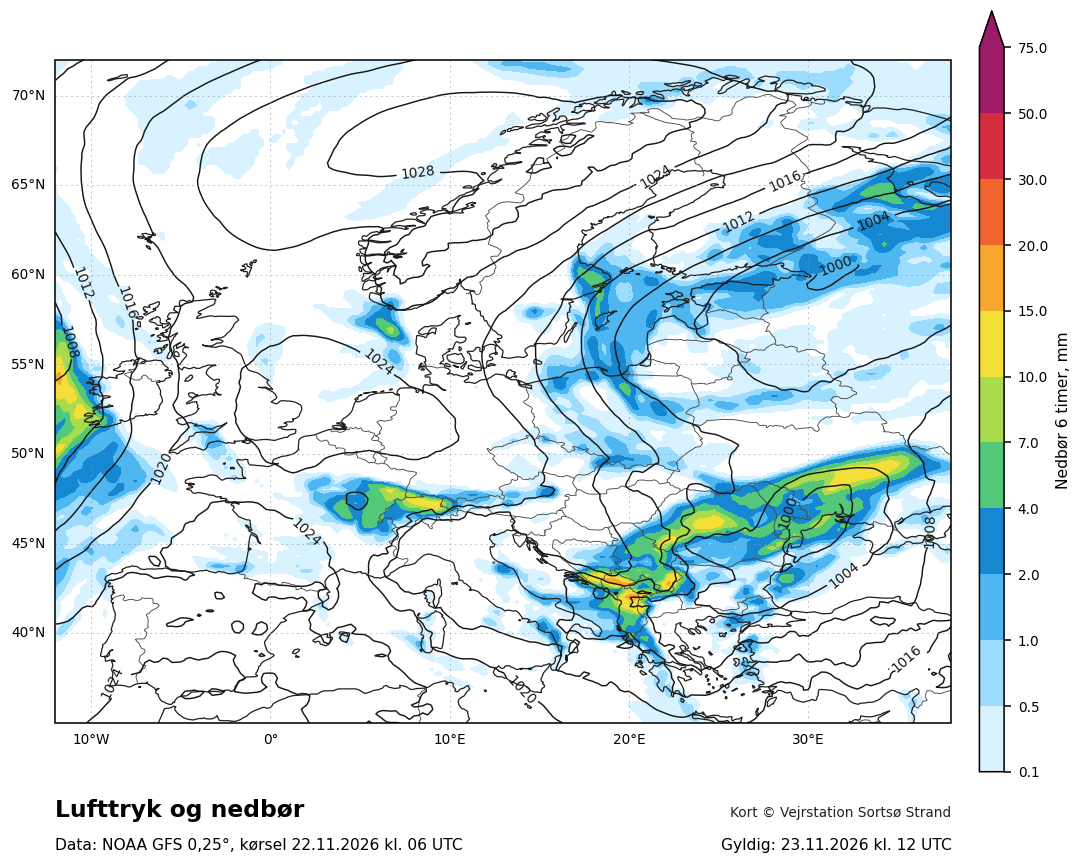 75.0
50.0
30.0
20.0
15.0
10.0
7.0
4.0
2.0
1.0
0.5
0.1
Nedbør 6 timer, mm
70°N
65°N
60°N
55°N
50°N
45°N
40°N
10°W
0°
10°E
20°E
30°E
1028
1024
1016
1012
1004
1000
1012
1016
1008
1024
1020
1024
1000
1008
1004
1016
1020
1024
Lufttryk og nedbør
Kort © Vejrstation Sortsø Strand
Data: NOAA GFS 0,25°, kørsel 22.11.2026 kl. 06 UTC
Gyldig: 23.11.2026 kl. 12 UTC